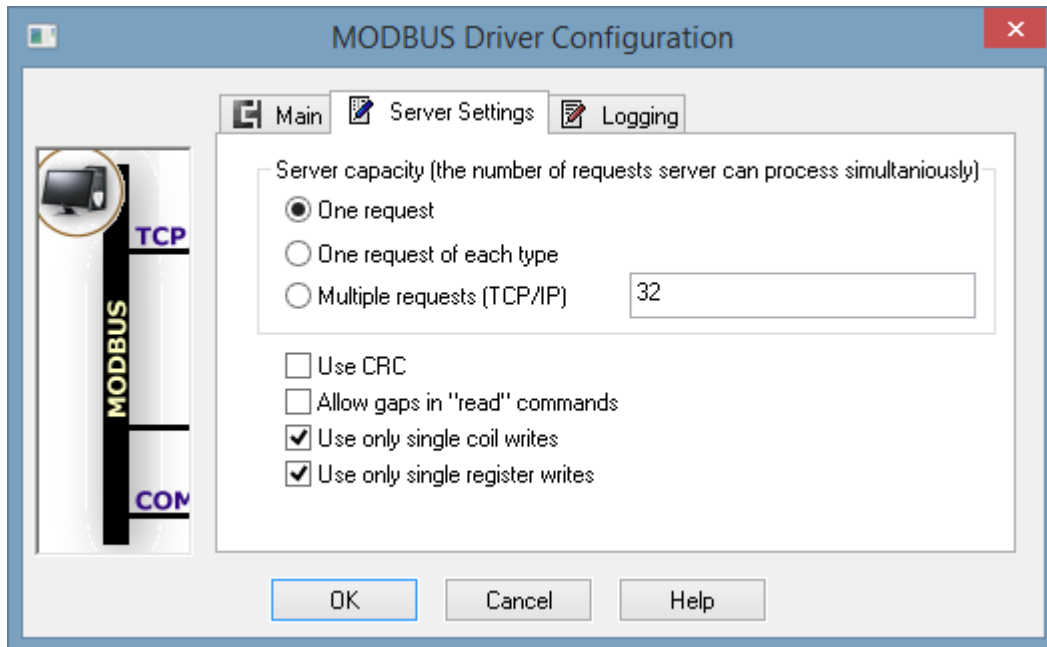 MODBUS Driver Configuration
Main
Server Settings
Logging
Server capacity (the number of requests server can process simultaniously)
One request
One request of each type
Multiple requests (TCP/IP)
32
Use CRC
Allow gaps in "read" commands
Use only single coil writes
Use only single register writes
TCP
MODBUS
COM
OK
Cancel
Help